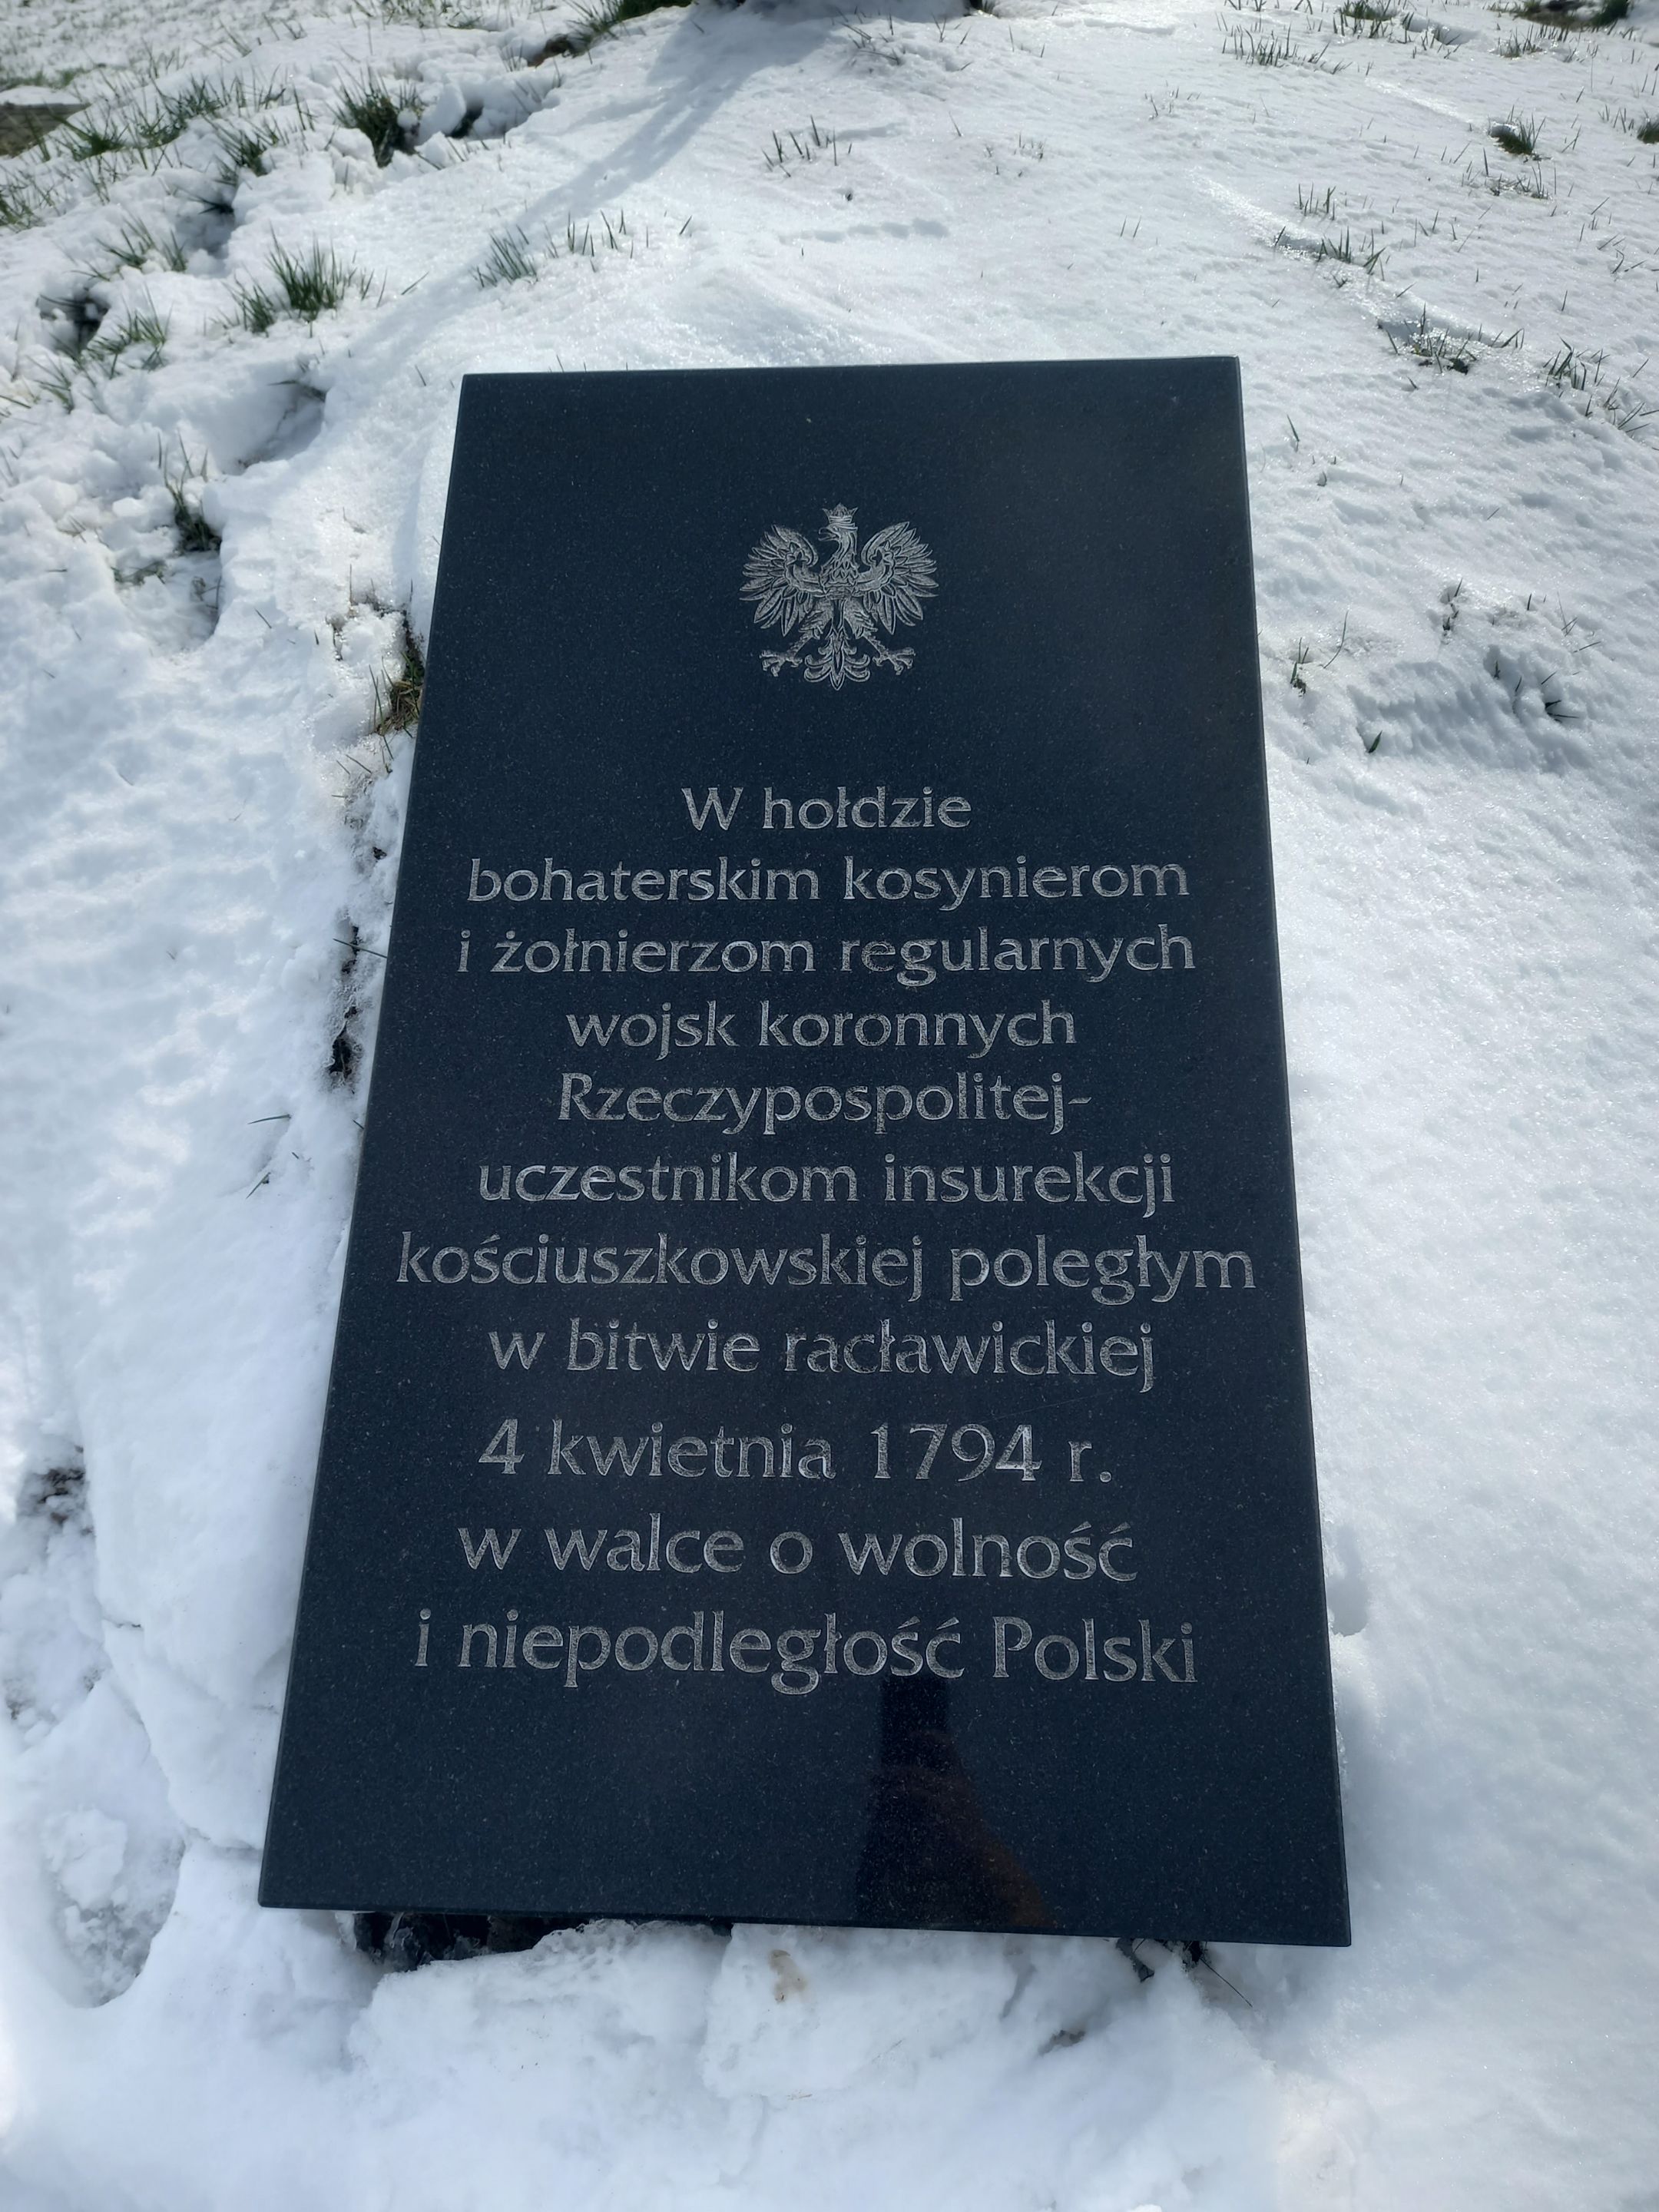 W hołdzie
bohaterskim kosynierom
i żołnierzom regularnych
wojsk koronnych
Rzeczypospolitej-
uczestnikom insurekcji
kościuszkowskiej poległym
w bitwie racławickiej
4 kwietnia 1794 r.
w walce o wolność
i niepodległość Polski